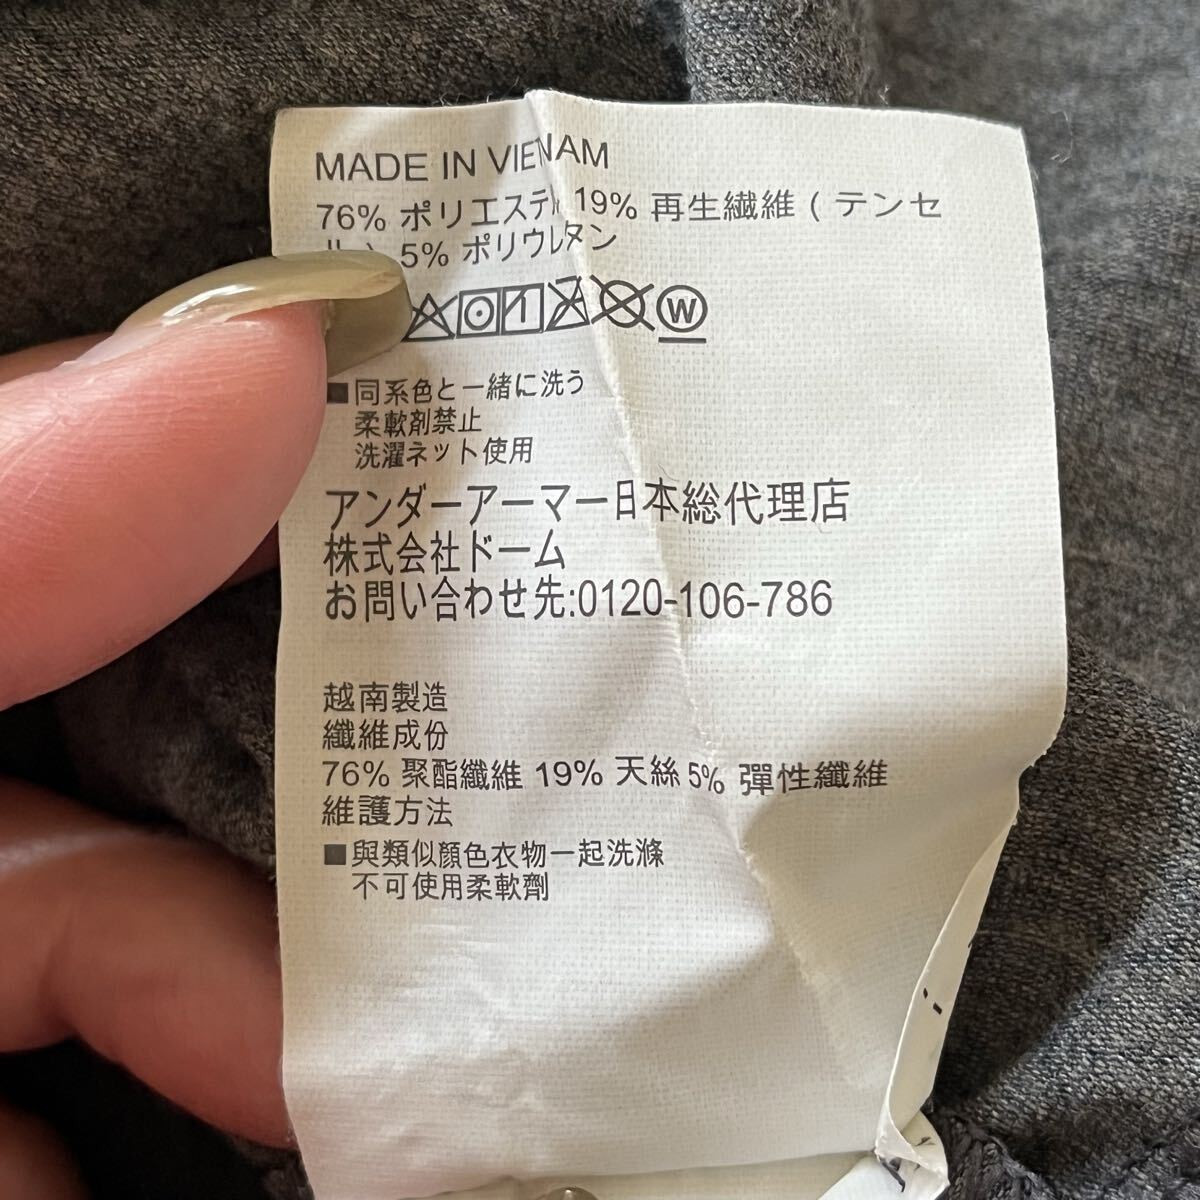 MADE IN VIETNAM
76% ポリエステル 19% 再生繊維 ( テンセ
ル ) 5% ポリウレタン
W
■同系色と一緒に洗う
柔軟剤禁止
洗濯ネット使用
アンダーアーマー日本総代理店
株式会社ドーム
お問い合わせ先:0120-106-786
越南製造
纖維成份
76% 聚酯纖維 19% 天絲 5% 彈性纖維
維護方法
■與類似顏色衣物一起洗滌
不可使用柔軟劑